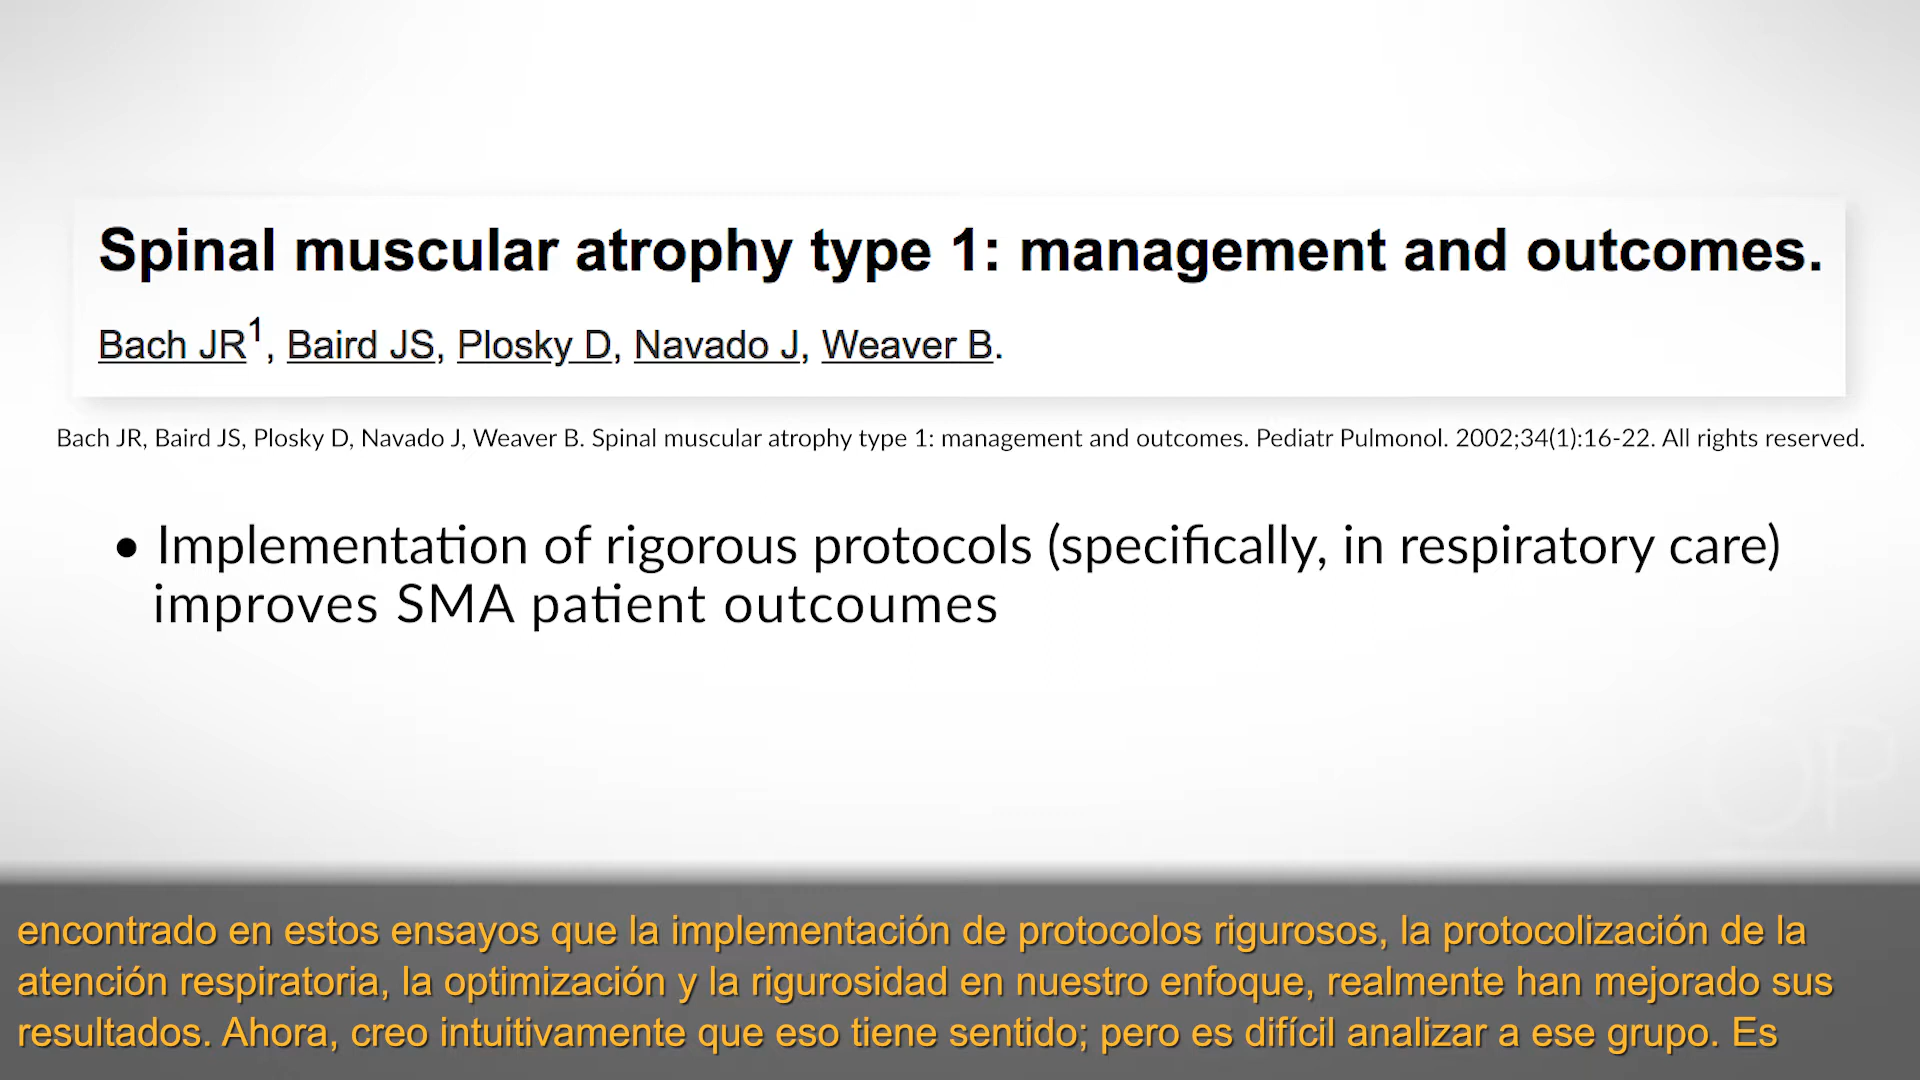 Spinal muscular atrophy type 1: management and outcomes.
Bach JR1, Baird JS, Plosky D, Navado J, Weaver B.
Bach JR, Baird JS, Plosky D, Navado J, Weaver B. Spinal muscular atrophy type 1: management and outcomes. Pediatr Pulmonol. 2002;34(1):16-22. All rights reserved.
• Implementation of rigorous protocols (specifically, in respiratory care)
improves SMA patient outcoumes
OP
encontrado en estos ensayos que la implementación de protocolos rigurosos, la protocolización de la
atención respiratoria, la optimización y la rigurosidad en nuestro enfoque, realmente han mejorado sus
resultados. Ahora, creo intuitivamente que eso tiene sentido; pero es difícil analizar a ese grupo. Es